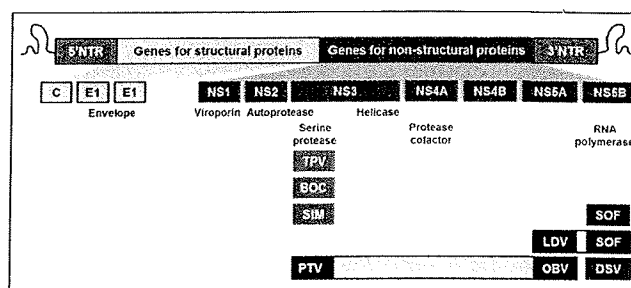 5'NTR Genes for structural proteins Genes for non-structural proteins 3'NTR
C E1 E1 NS1 NS2 NS3 NS4A NS4B NS5A NS5B
Envelope Viroporin Autoprotease Helicase
Serine protease Protease cofactor RNA polymerase
TPV
BOC
SIM SOF
LDV SOF
PTV OBV DSV